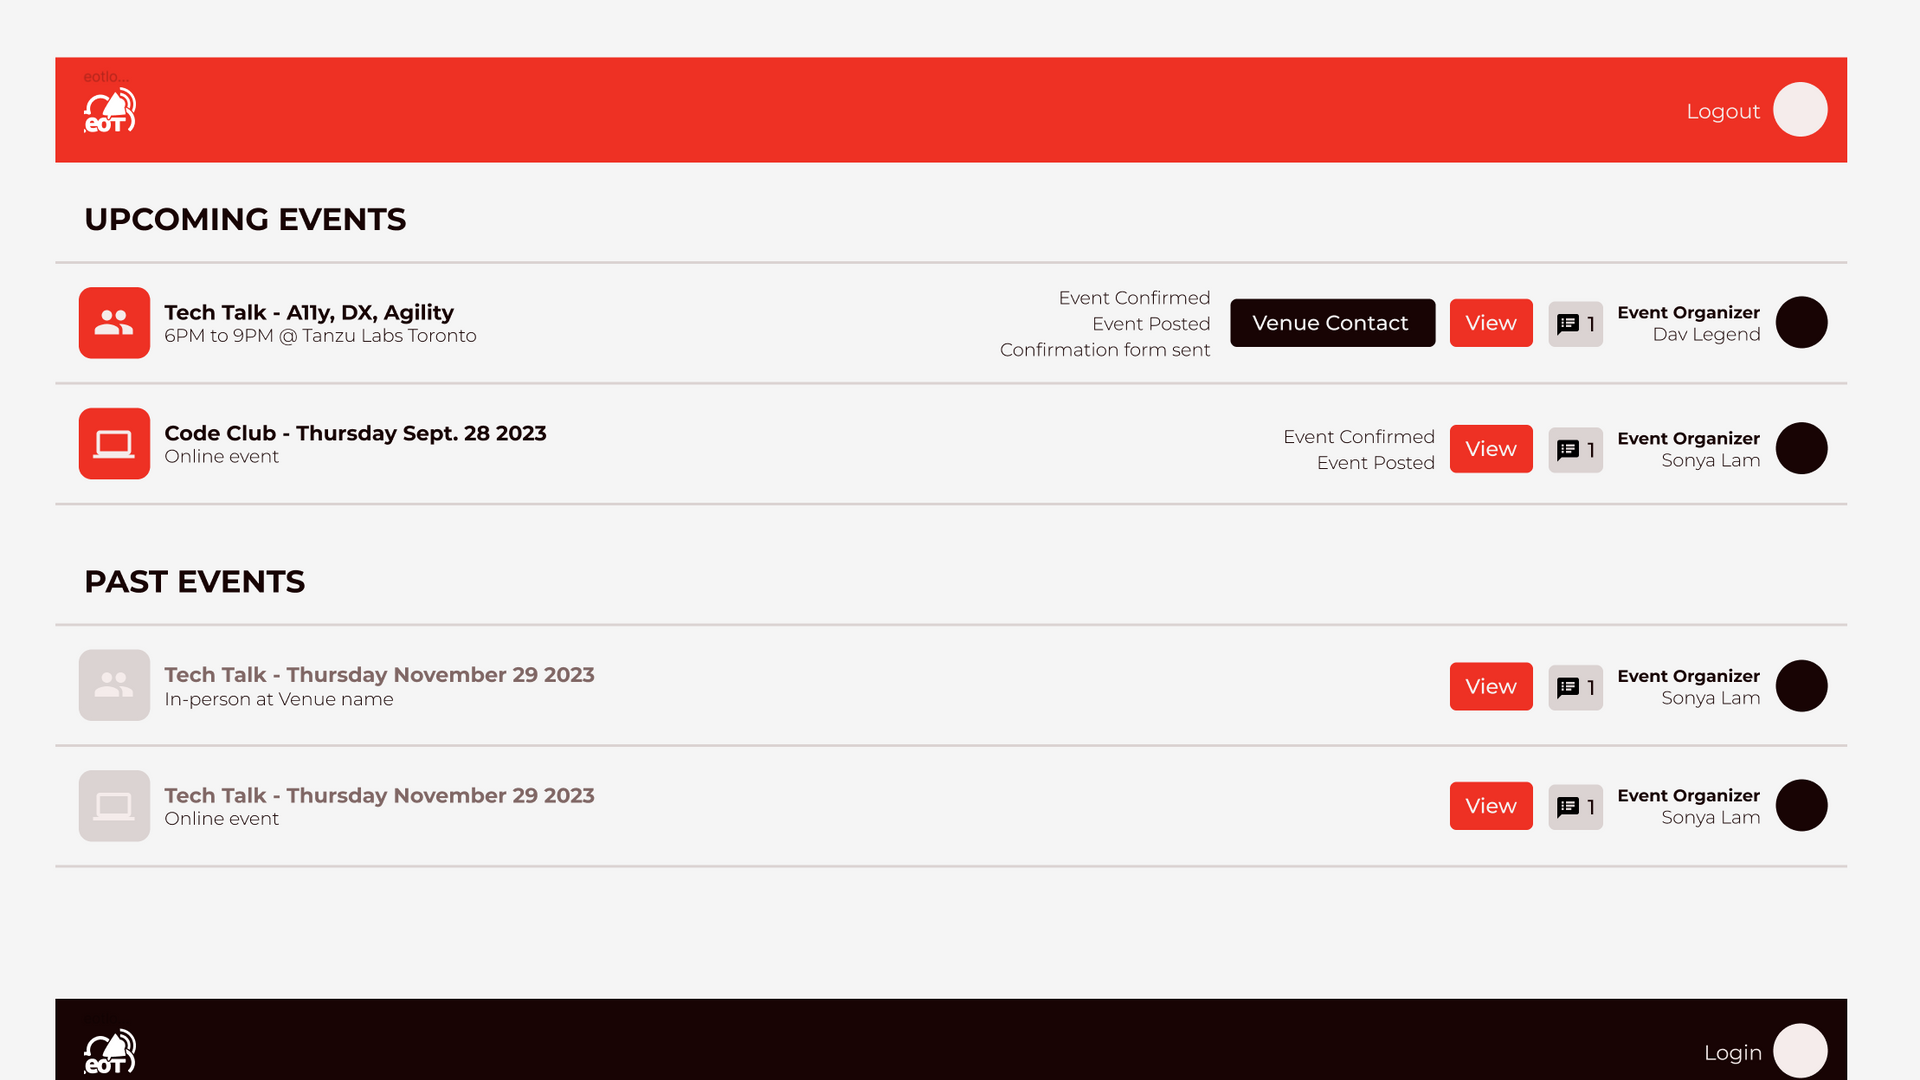 eotlo...
.eoT
Logout
UPCOMING EVENTS
Tech Talk - A11y, DX, Agility
6PM to 9PM @ Tanzu Labs Toronto
Event Confirmed
Event Posted
Confirmation form sent
Venue Contact
View
1
Event Organizer
Dav Legend
Code Club - Thursday Sept. 28 2023
Online event
Event Confirmed
Event Posted
View
1
Event Organizer
Sonya Lam
PAST EVENTS
Tech Talk - Thursday November 29 2023
In-person at Venue name
View
1
Event Organizer
Sonya Lam
Tech Talk - Thursday November 29 2023
Online event
View
1
Event Organizer
Sonya Lam
.eoT
Login